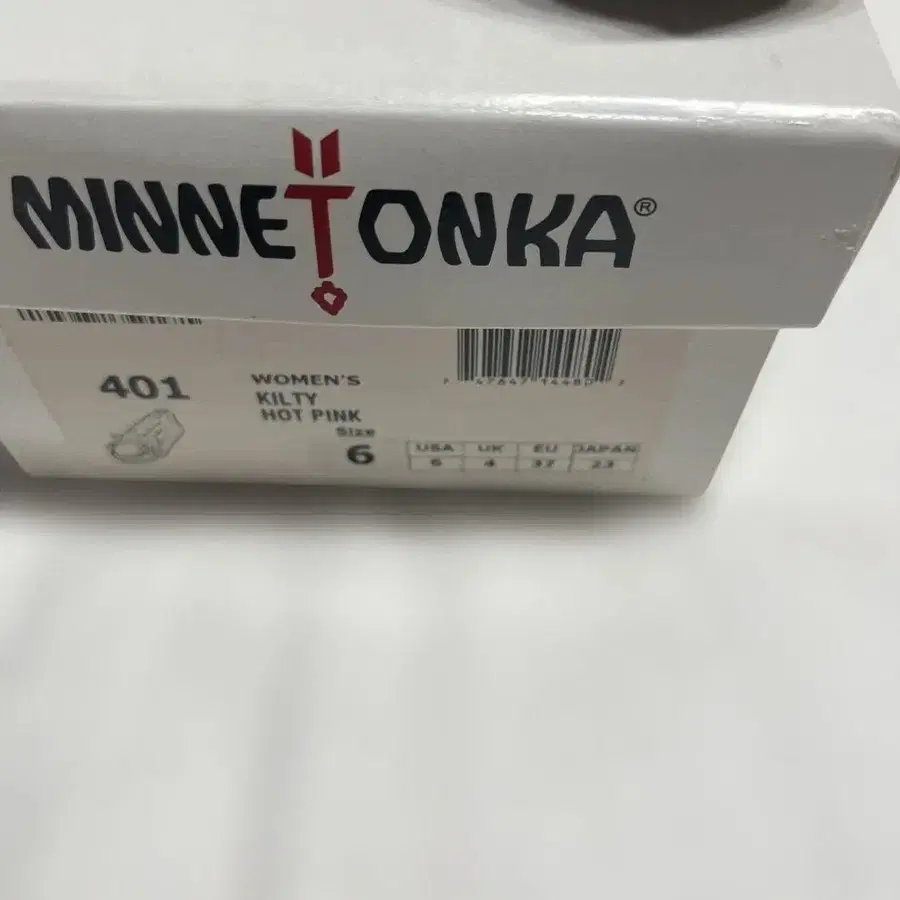 MINNETONKA®
401
WOMEN'S
KILTY
HOT PINK
Size
6
USA UK EU JAPAN
6 4 37 23